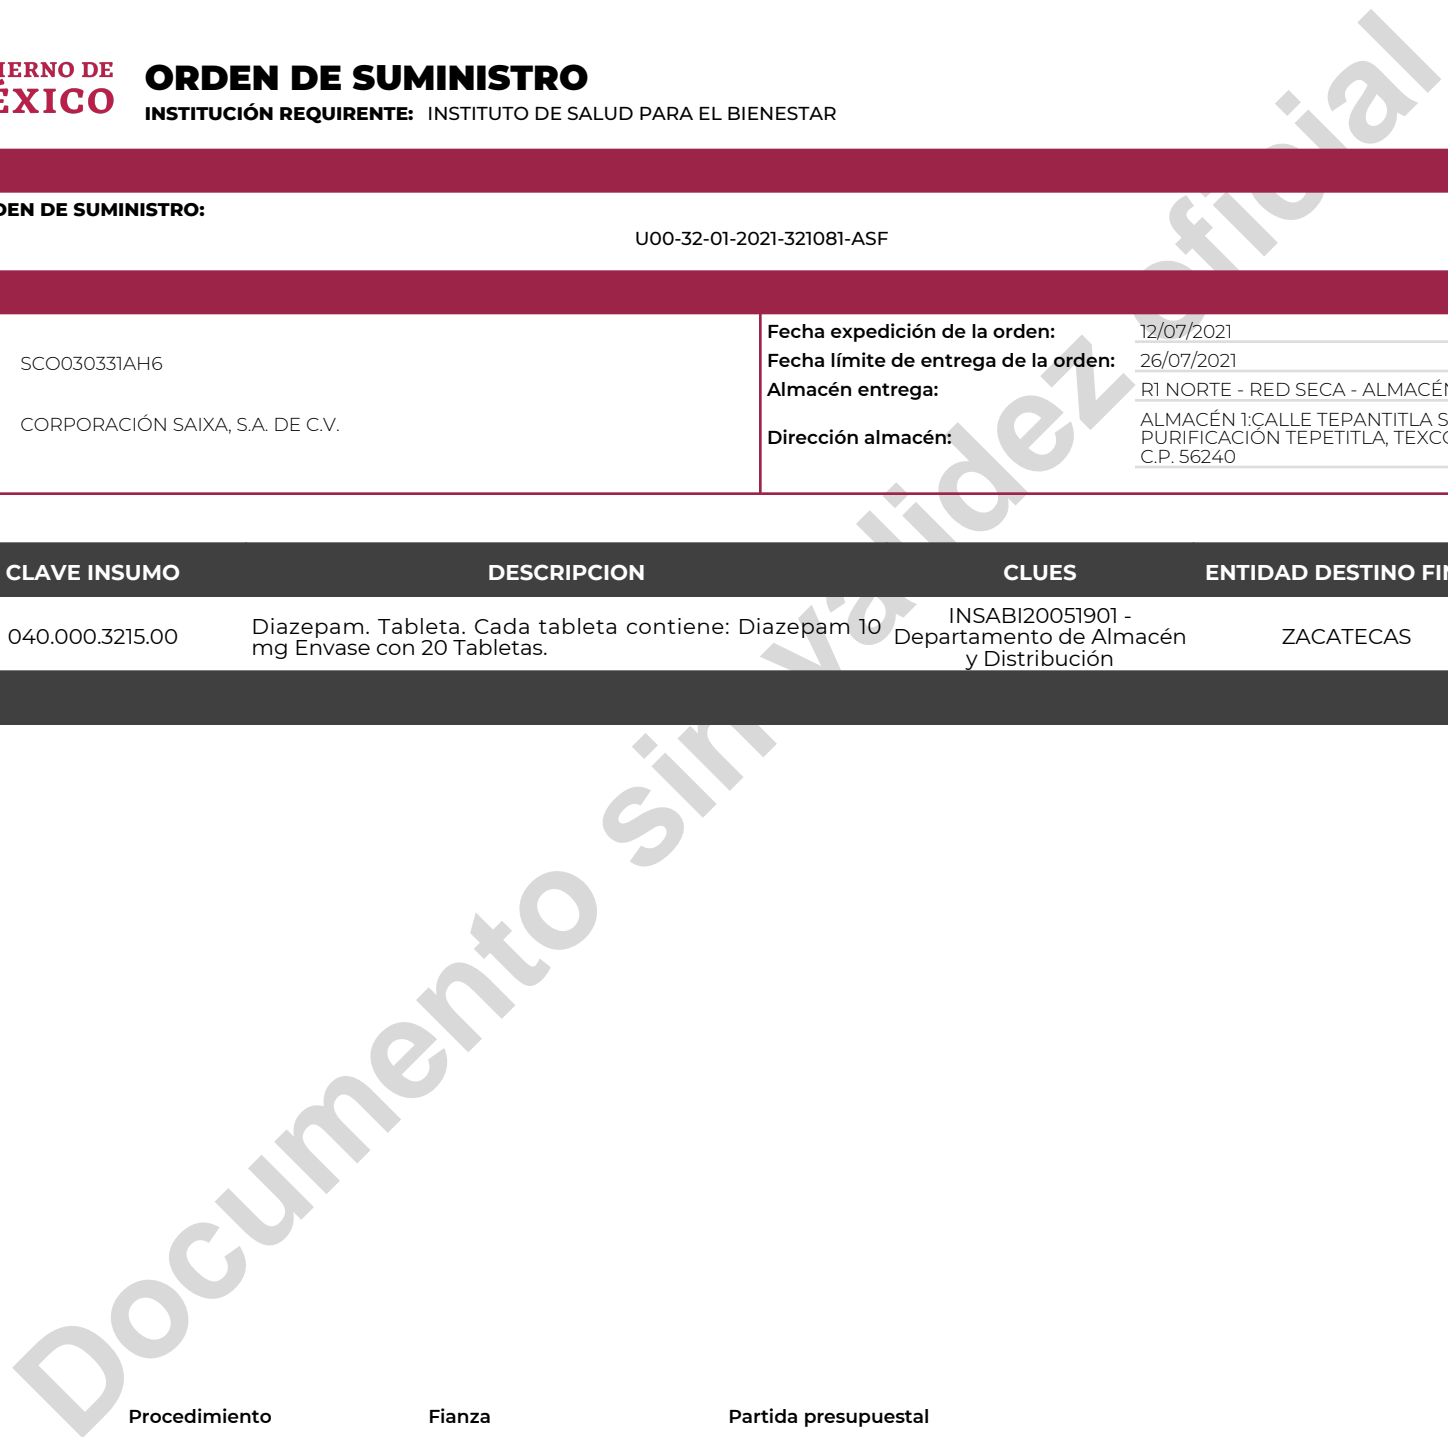 IERNO DE
ÉXICO
ORDEN DE SUMINISTRO
INSTITUCIÓN REQUIRENTE: INSTITUTO DE SALUD PARA EL BIENESTAR
DEN DE SUMINISTRO:
U00-32-01-2021-321081-ASF
SCO030331AH6
CORPORACIÓN SAIXA, S.A. DE C.V.
Fecha expedición de la orden: 12/07/2021
Fecha límite de entrega de la orden: 26/07/2021
Almacén entrega: R1 NORTE - RED SECA - ALMACÉN
Dirección almacén: ALMACÉN 1:CALLE TEPANTITLA S
PURIFICACIÓN TEPETITLA, TEXCO
C.P. 56240
CLAVE INSUMO DESCRIPCION CLUES ENTIDAD DESTINO FIN
040.000.3215.00
Diazepam. Tableta. Cada tableta contiene: Diazepam 10
mg Envase con 20 Tabletas.
INSABI20051901 -
Departamento de Almacén
y Distribución
ZACATECAS
Documento sin validez oficial
Procedimiento Fianza Partida presupuestal